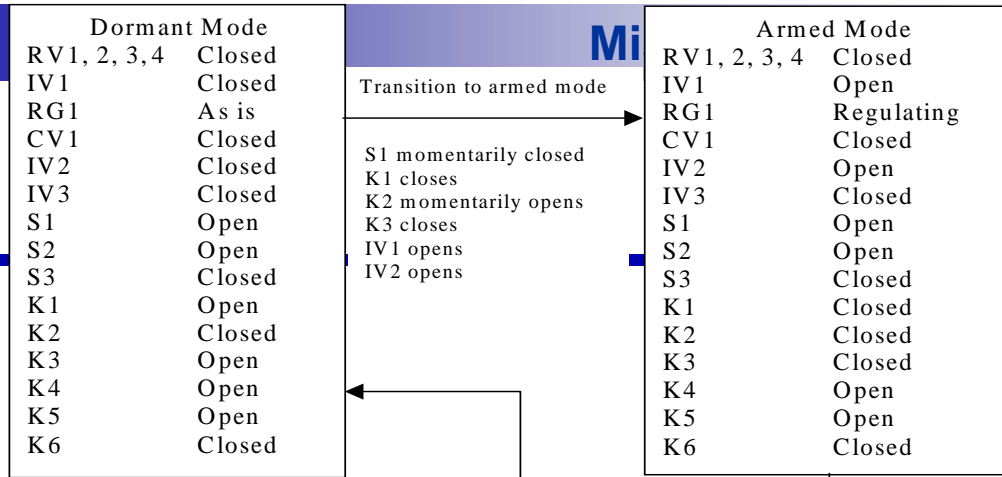 Mi
Dormant Mode
RV1, 2, 3, 4 Closed
IV1 Closed
RG1 As is
CV1 Closed
IV2 Closed
IV3 Closed
S1 Open
S2 Open
S3 Closed
K1 Open
K2 Closed
K3 Open
K4 Open
K5 Open
K6 Closed
Transition to armed mode
S1 momentarily closed
K1 closes
K2 momentarily opens
K3 closes
IV1 opens
IV2 opens
Armed Mode
RV1, 2, 3, 4 Closed
IV1 Open
RG1 Regulating
CV1 Closed
IV2 Open
IV3 Closed
S1 Open
S2 Open
S3 Closed
K1 Closed
K2 Closed
K3 Closed
K4 Open
K5 Open
K6 Closed